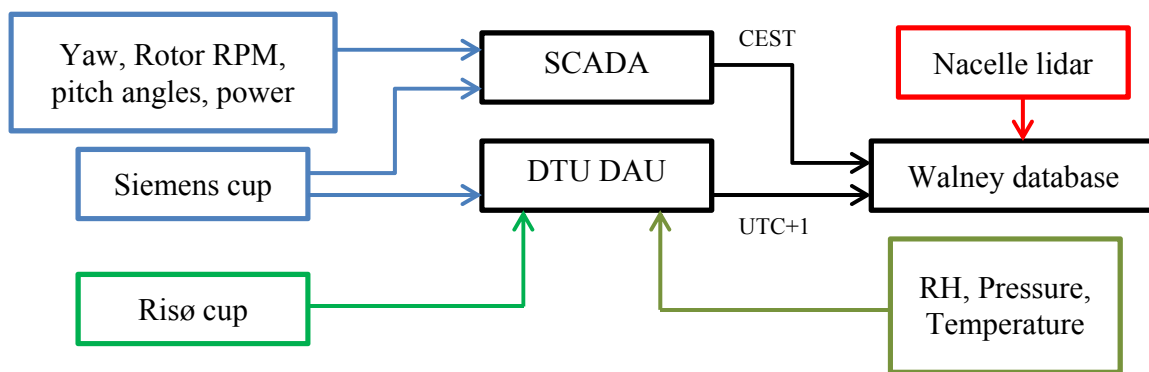 Yaw, Rotor RPM,
pitch angles, power
SCADA
CEST
Nacelle lidar
Siemens cup
DTU DAU
UTC+1
Walney database
Risø cup
RH, Pressure,
Temperature